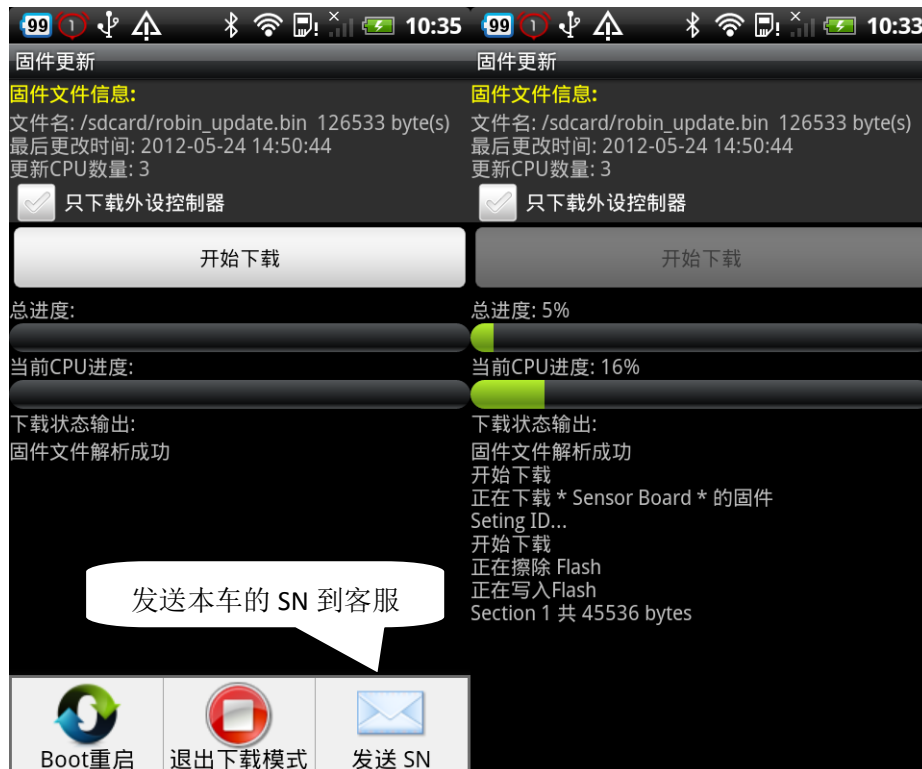 99 1 10:35
固件更新
固件文件信息:
文件名: /sdcard/robin_update.bin 126533 byte(s)
最后更改时间: 2012-05-24 14:50:44
更新CPU数量: 3
只下载外设控制器
开始下载
总进度:
当前CPU进度:
下载状态输出:
固件文件解析成功
发送本车的 SN 到客服
Boot重启
退出下载模式
发送 SN
99 1 10:33
固件更新
固件文件信息:
文件名: /sdcard/robin_update.bin 126533 byte(s)
最后更改时间: 2012-05-24 14:50:44
更新CPU数量: 3
只下载外设控制器
开始下载
总进度: 5%
当前CPU进度: 16%
下载状态输出:
固件文件解析成功
开始下载
正在下载 * Sensor Board * 的固件
Seting ID...
开始下载
正在擦除 Flash
正在写入Flash
Section 1 共 45536 bytes